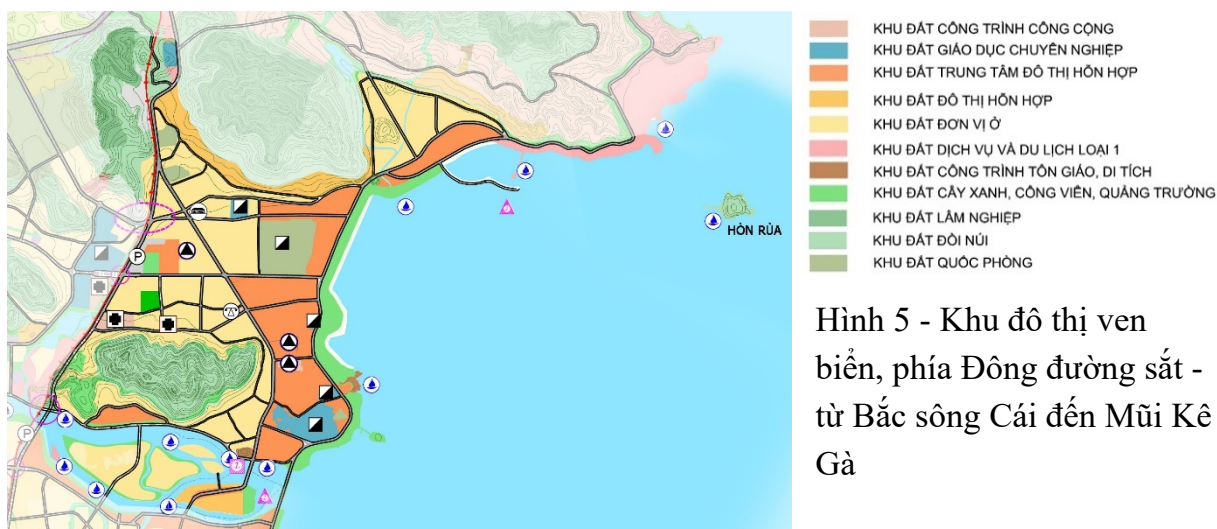 KHU ĐẤT CÔNG TRÌNH CÔNG CỘNG
KHU ĐẤT GIÁO DỤC CHUYÊN NGHIỆP
KHU ĐẤT TRUNG TÂM ĐÔ THỊ HỖN HỢP
KHU ĐẤT ĐÔ THỊ HỖN HỢP
KHU ĐẤT ĐƠN VỊ Ở
KHU ĐẤT DỊCH VỤ VÀ DU LỊCH LOẠI 1
KHU ĐẤT CÔNG TRÌNH TÔN GIÁO, DI TÍCH
KHU ĐẤT CÂY XANH, CÔNG VIÊN, QUẢNG TRƯỜNG
KHU ĐẤT LÂM NGHIỆP
KHU ĐẤT ĐỒI NÚI
KHU ĐẤT QUỐC PHÒNG
HÒN RÙA
P
P
Hình 5 - Khu đô thị ven
biển, phía Đông đường sắt -
từ Bắc sông Cái đến Mũi Kê
Gà